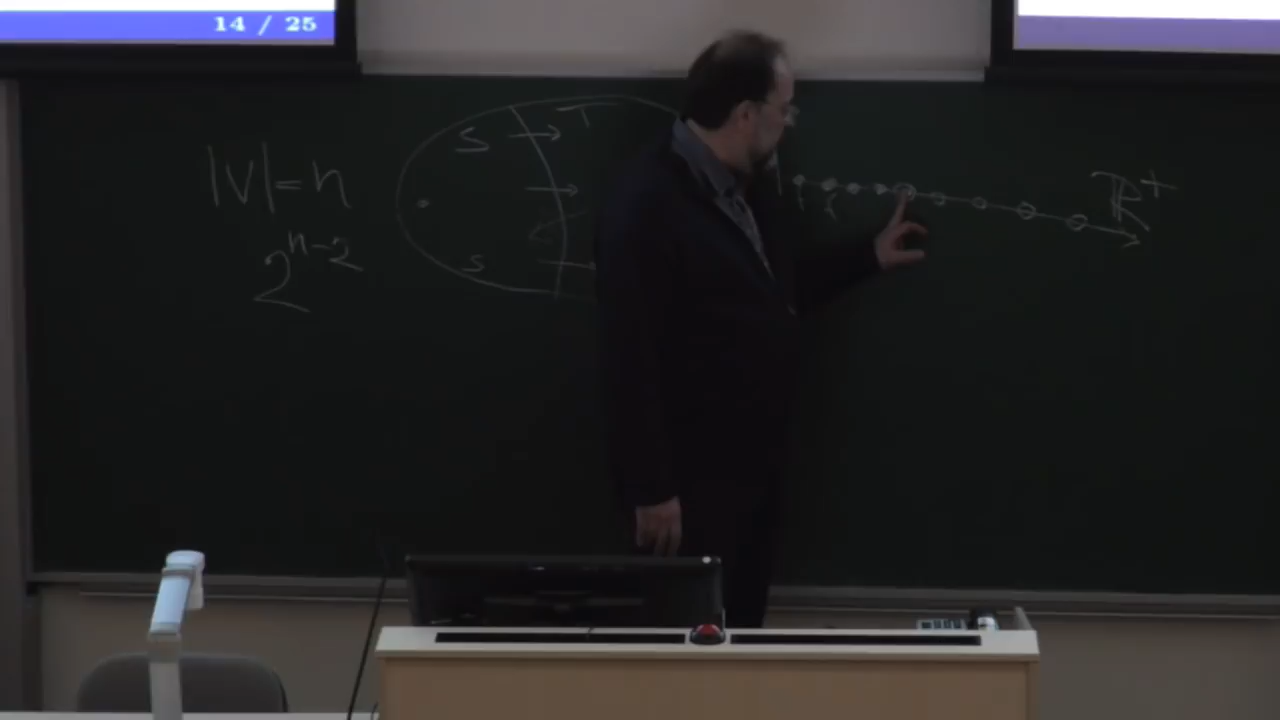 14 / 25
|V|=n
2^{n-2}
S
T
S
ℝ⁺